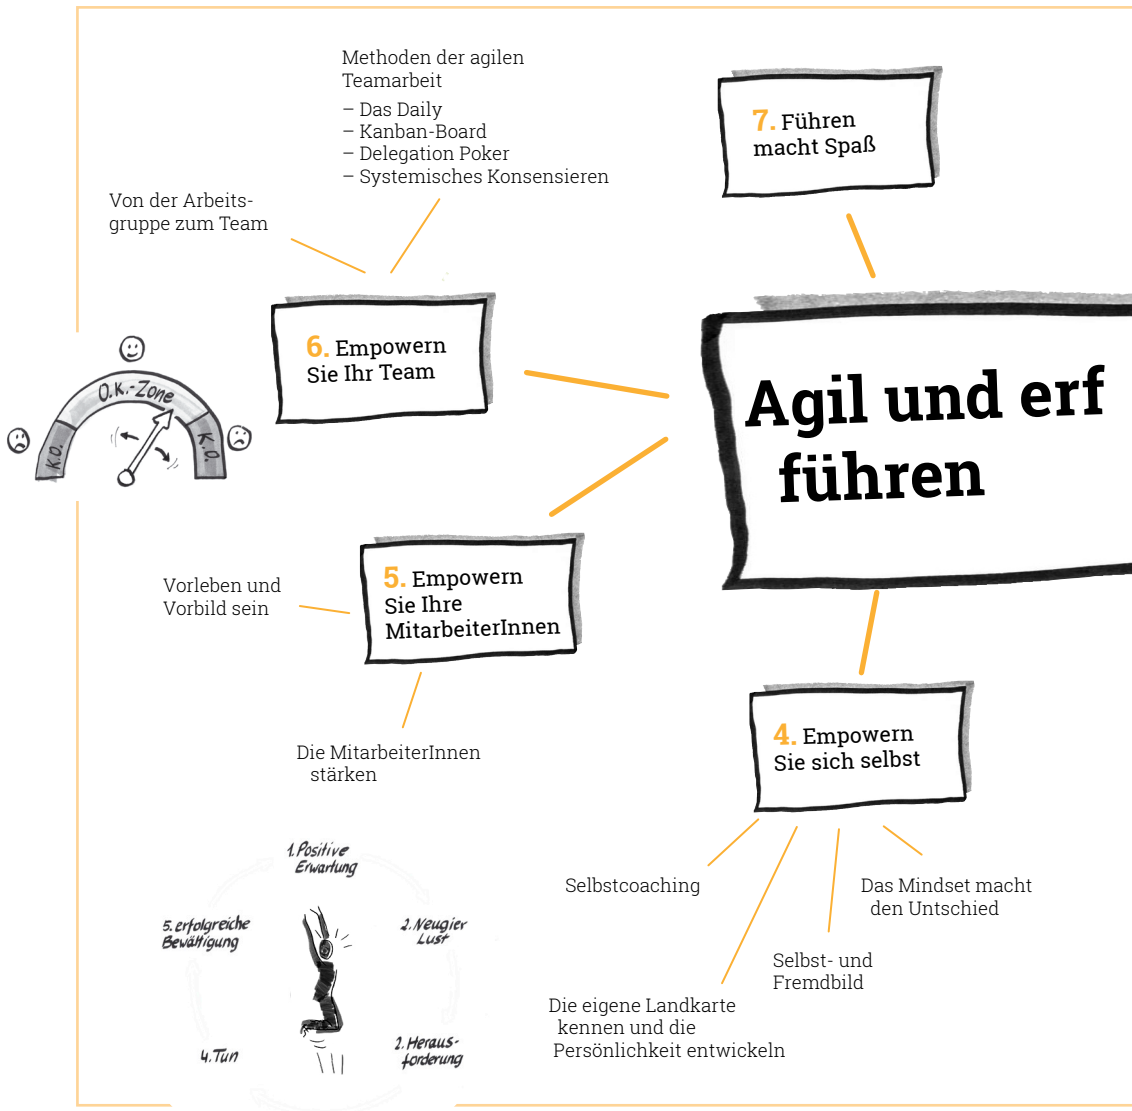 Methoden der agilen
Teamarbeit
– Das Daily
– Kanban-Board
– Delegation Poker
– Systemisches Konsensieren
Von der Arbeits-
gruppe zum Team
7. Führen
macht Spaß
6. Empowern
Sie Ihr Team
O.K.-Zone
K.O.
K.O.
Agil und erf
führen
5. Empowern
Sie Ihre
MitarbeiterInnen
Vorleben und
Vorbild sein
Die MitarbeiterInnen
stärken
4. Empowern
Sie sich selbst
Selbstcoaching
Das Mindset macht
den Untschied
Selbst- und
Fremdbild
Die eigene Landkarte
kennen und die
Persönlichkeit entwickeln
1. Positive
Erwartung
2. Neugier
Lust
2. Heraus-
forderung
4. Tun
5. erfolgreiche
Bewältigung